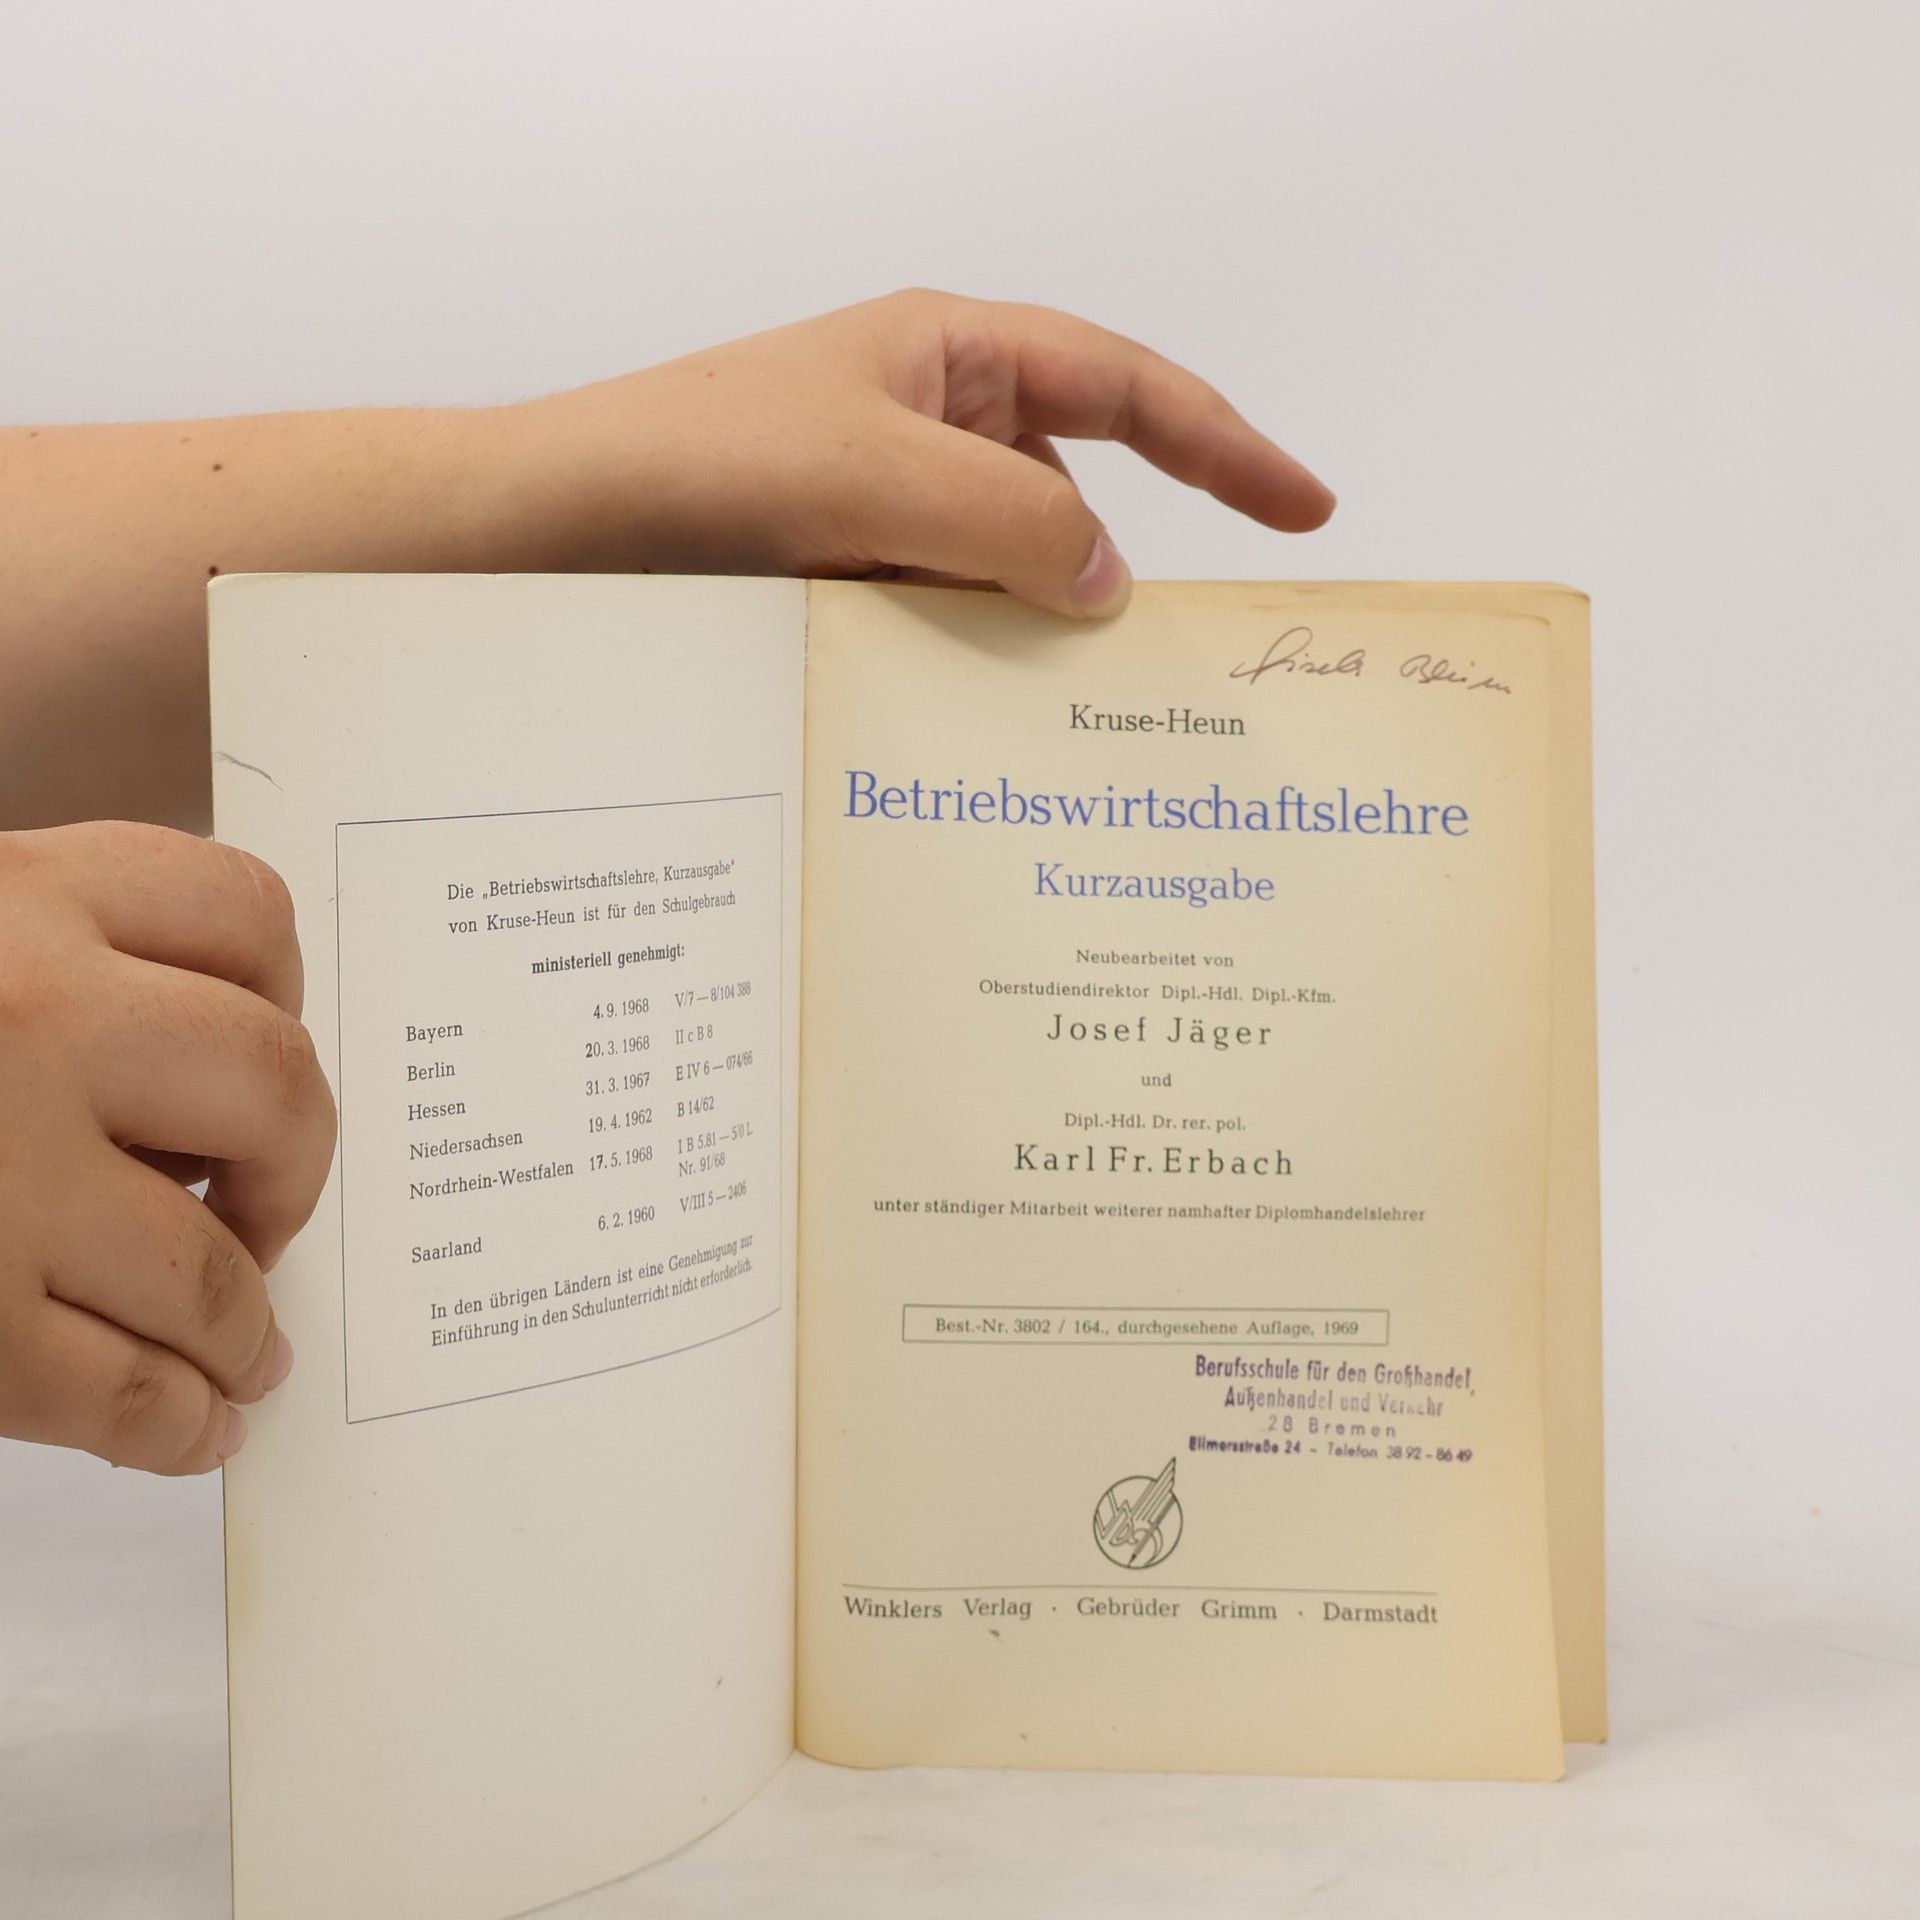 Die „Betriebswirtschaftslehre, Kurzausgabe"
von Kruse-Heun ist für den Schulgebrauch
ministeriell genehmigt:
Bayern 4. 9. 1968 V/7 — 8/104 388
Berlin 20. 3. 1968 II c B 8
Hessen 31. 3. 1967 E IV 6 — 074/66
Niedersachsen 19. 4. 1962 B 14/62
Nordrhein-Westfalen 17. 5. 1968 I B 5.81 — 5/0 L
Nr. 91/68
Saarland 6. 2. 1960 V/III 5 — 2406
In den übrigen Ländern ist eine Genehmigung zur
Einführung in den Schulunterricht nicht erforderlich.
Gisela
Kruse-Heun
Betriebswirtschaftslehre
Kurzausgabe
Neubearbeitet von
Oberstudiendirektor Dipl.-Hdl. Dipl.-Kfm.
Josef Jäger
und
Dipl.-Hdl. Dr. rer. pol.
Karl Fr. Erbach
unter ständiger Mitarbeit weiterer namhafter Diplomhandelslehrer
Best.-Nr. 3802 / 164., durchgesehene Auflage, 1969
Berufsschule für den Großhandel,
Außenhandel und Verkehr
28 Bremen
Ellmersstraße 24 - Telefon 38 92 - 86 49
Winklers Verlag · Gebrüder Grimm · Darmstadt